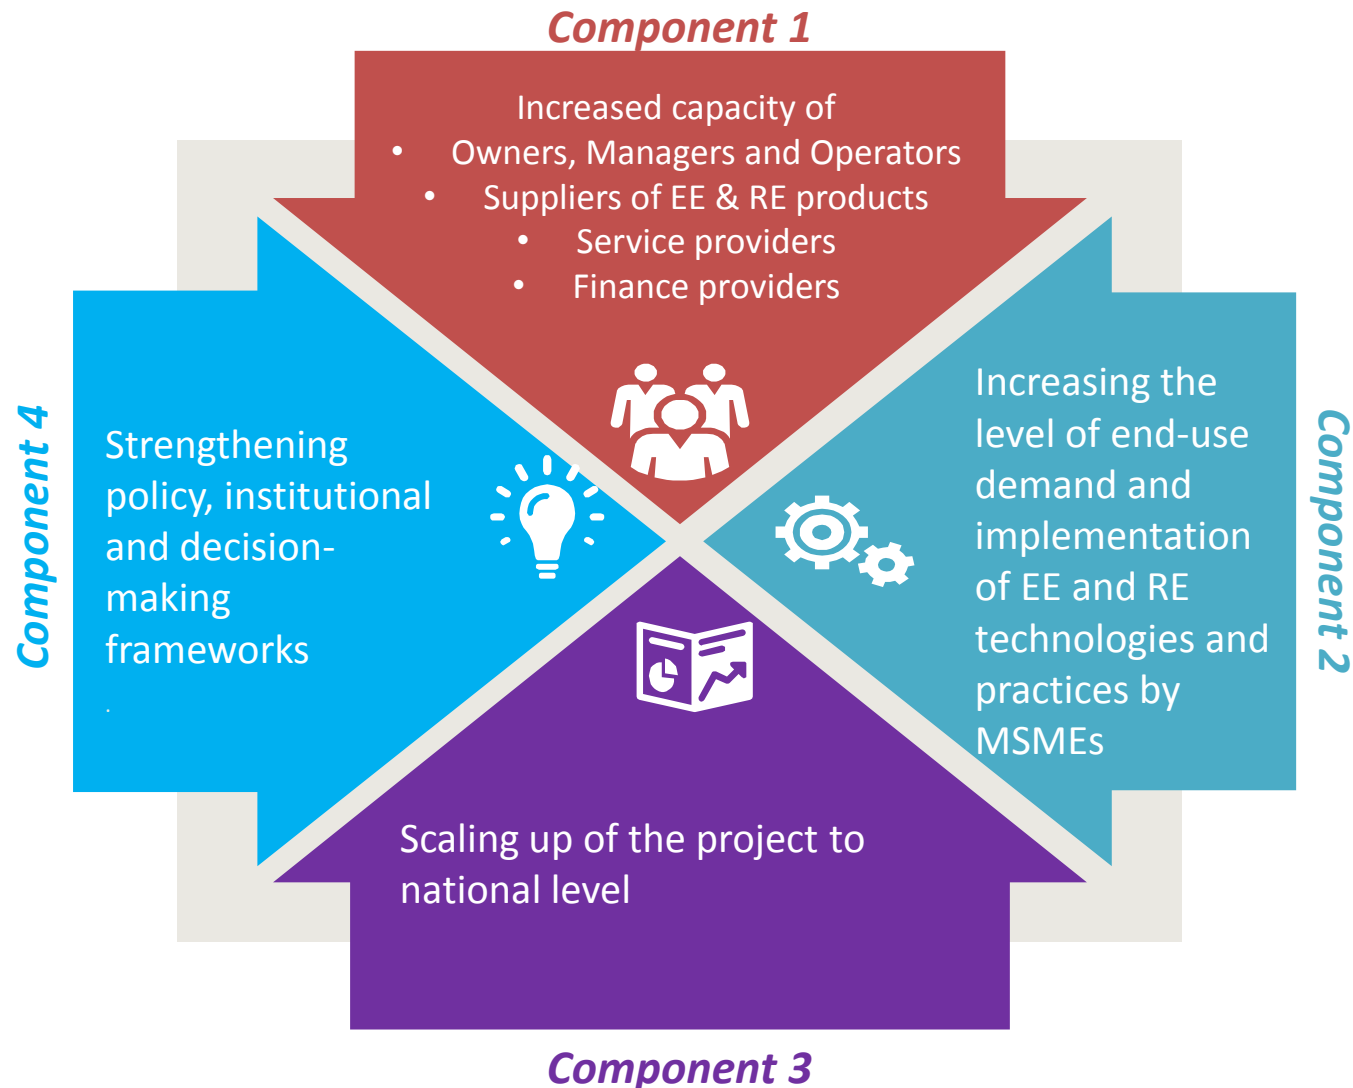 Component 1
Increased capacity of
• Owners, Managers and Operators
• Suppliers of EE & RE products
• Service providers
• Finance providers
Component 2
Increasing the
level of end-use
demand and
implementation
of EE and RE
technologies and
practices by
MSMEs
Component 3
Scaling up of the project to
national level
Component 4
Strengthening
policy, institutional
and decision-
making
frameworks
.